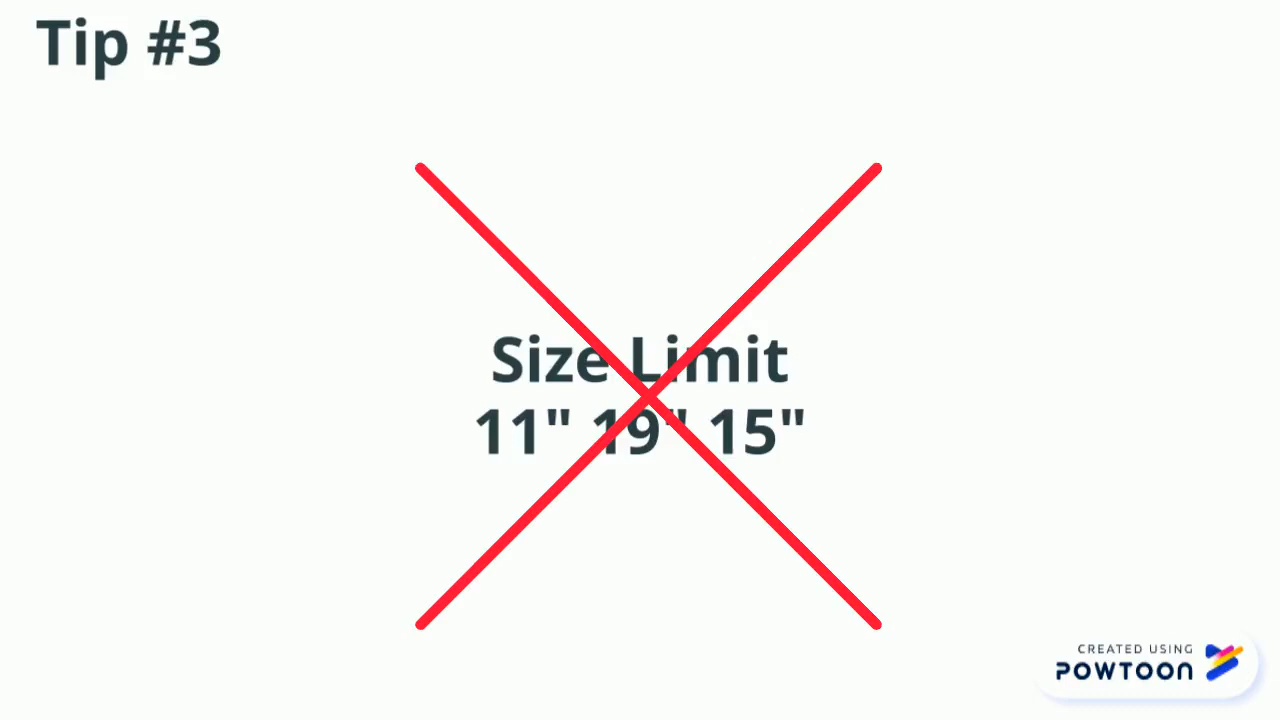 Tip #3
Size Limit
11" 19" 15"
CREATED USING
POWTOON